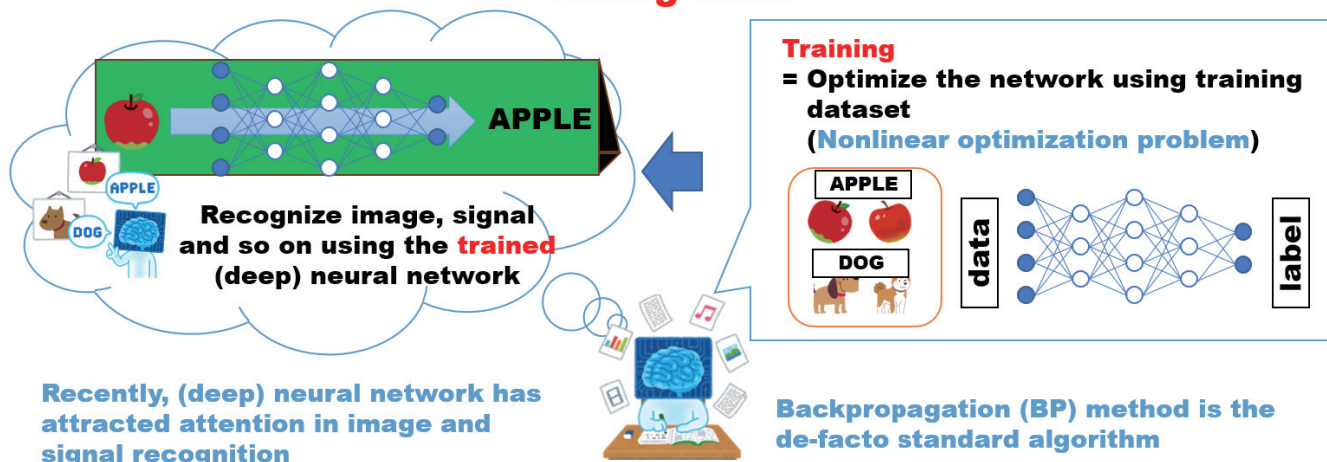 APPLE
APPLE
DOG
Recognize image, signal
and so on using the trained
(deep) neural network
Recently, (deep) neural network has
attracted attention in image and
signal recognition
Training
= Optimize the network using training
dataset
(Nonlinear optimization problem)
APPLE
DOG
data
label
Backpropagation (BP) method is the
de-facto standard algorithm